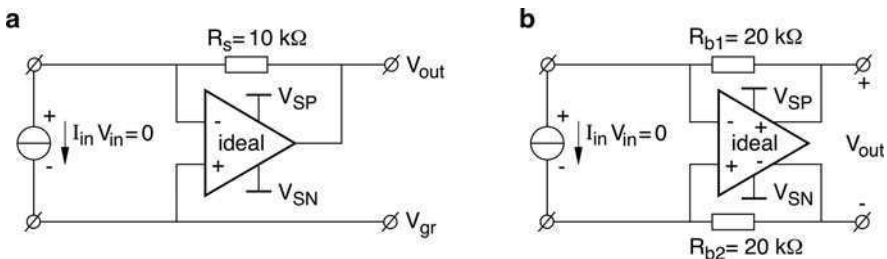 a
R_s= 10 kΩ
V_out
V_SP
+
-
I_in V_in=0
ideal
-
+
V_SN
V_gr
b
R_b1= 20 kΩ
+
V_SP
+
-
I_in V_in=0
-
+
ideal
+
-
V_out
V_SN
-
R_b2= 20 kΩ